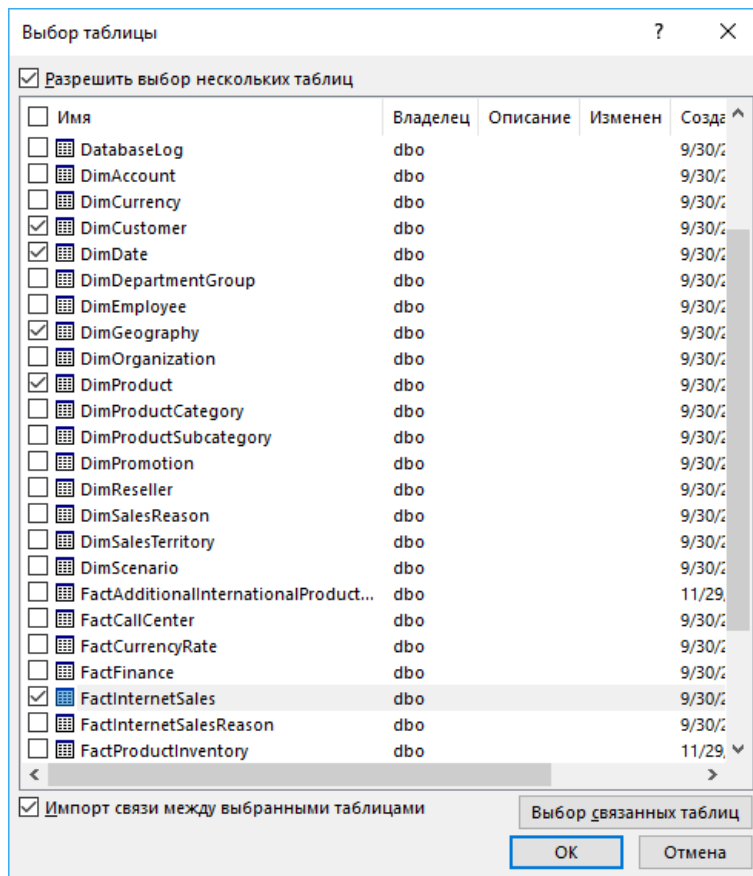 Выбор таблицы ?
Разрешить выбор нескольких таблиц
Имя Владелец Описание Изменен Созда
DatabaseLog dbo 9/30/2
DimAccount dbo 9/30/2
DimCurrency dbo 9/30/2
DimCustomer dbo 9/30/2
DimDate dbo 9/30/2
DimDepartmentGroup dbo 9/30/2
DimEmployee dbo 9/30/2
DimGeography dbo 9/30/2
DimOrganization dbo 9/30/2
DimProduct dbo 9/30/2
DimProductCategory dbo 9/30/2
DimProductSubcategory dbo 9/30/2
DimPromotion dbo 9/30/2
DimReseller dbo 9/30/2
DimSalesReason dbo 9/30/2
DimSalesTerritory dbo 9/30/2
DimScenario dbo 9/30/2
FactAdditionalInternationalProduct... dbo 11/29,
FactCallCenter dbo 9/30/2
FactCurrencyRate dbo 9/30/2
FactFinance dbo 9/30/2
FactInternetSales dbo 9/30/2
FactInternetSalesReason dbo 9/30/2
FactProductInventory dbo 11/29,
Импорт связи между выбранными таблицами
Выбор связанных таблиц
ОК Отмена